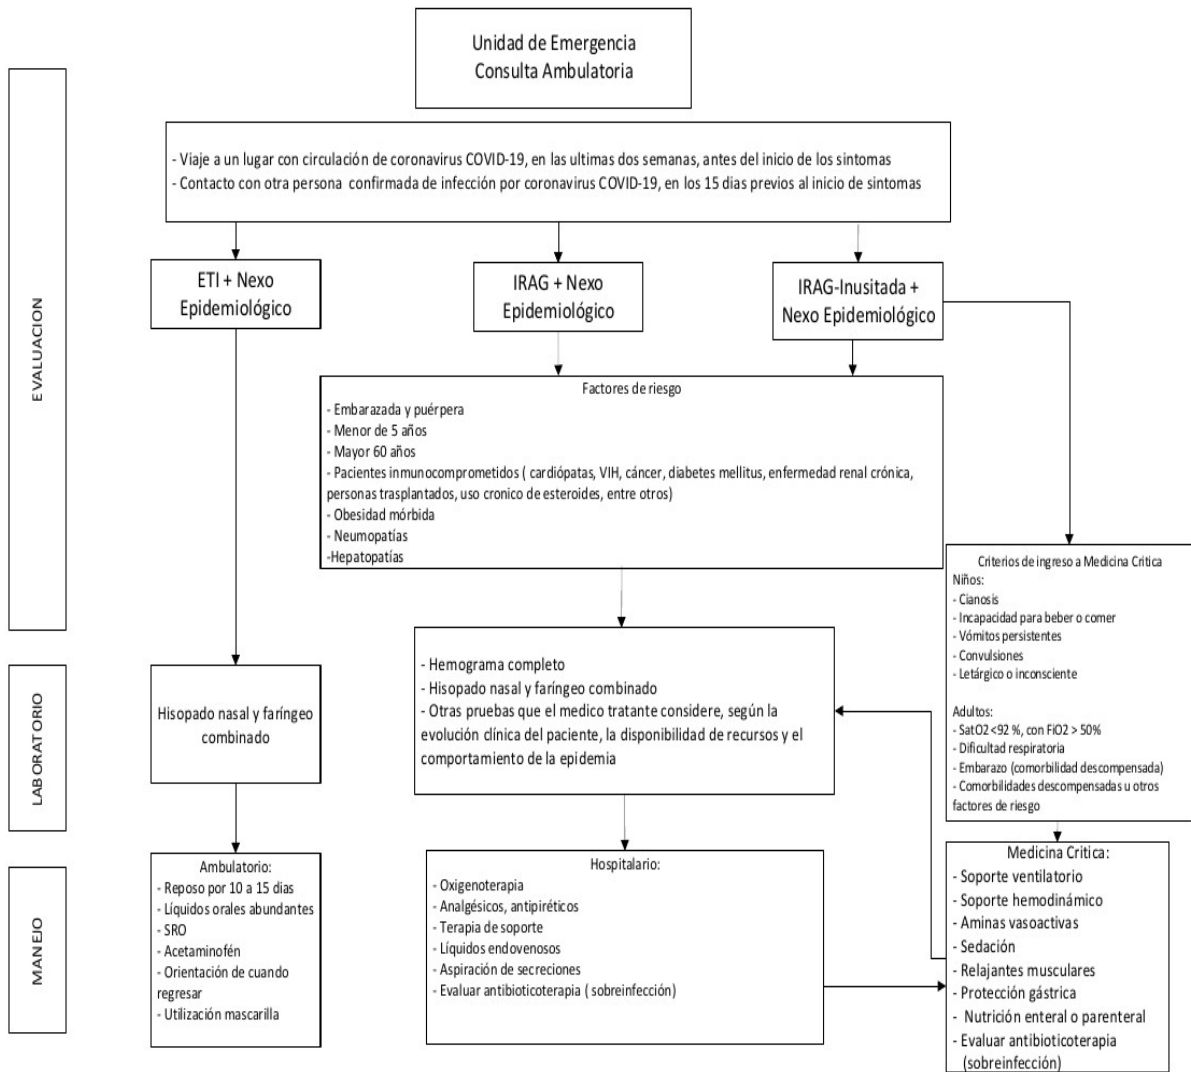 Unidad de Emergencia
Consulta Ambulatoria
EVALUACION
- Viaje a un lugar con circulación de coronavirus COVID-19, en las ultimas dos semanas, antes del inicio de los sintomas
- Contacto con otra persona confirmada de infección por coronavirus COVID-19, en los 15 dias previos al inicio de sintomas
ETI + Nexo
Epidemiológico
IRAG + Nexo
Epidemiológico
IRAG-Inusitada +
Nexo Epidemiológico
Factores de riesgo
- Embarazada y puérpera
- Menor de 5 años
- Mayor 60 años
- Pacientes inmunocomprometidos ( cardiópatas, VIH, cáncer, diabetes mellitus, enfermedad renal crónica,
personas trasplantados, uso cronico de esteroides, entre otros)
- Obesidad mórbida
- Neumopatías
-Hepatopatías
Criterios de ingreso a Medicina Critica
Niños:
- Cianosis
- Incapacidad para beber o comer
- Vómitos persistentes
- Convulsiones
- Letárgico o inconsciente
Adultos:
- SatO2 <92 %, con FiO2 > 50%
- Dificultad respiratoria
- Embarazo (comorbilidad descompensada)
- Comorbilidades descompensadas u otros
factores de riesgo
LABORATORIO
Hisopado nasal y faríngeo
combinado
- Hemograma completo
- Hisopado nasal y faríngeo combinado
- Otras pruebas que el medico tratante considere, según la
evolución clínica del paciente, la disponibilidad de recursos y el
comportamiento de la epidemia
MANEJO
Ambulatorio:
- Reposo por 10 a 15 dias
- Líquidos orales abundantes
- SRO
- Acetaminofén
- Orientación de cuando
regresar
- Utilización mascarilla
Hospitalario:
- Oxigenoterapia
- Analgésicos, antipiréticos
- Terapia de soporte
- Líquidos endovenosos
- Aspiración de secreciones
- Evaluar antibioticoterapia ( sobreinfección)
Medicina Critica:
- Soporte ventilatorio
- Soporte hemodinámico
- Aminas vasoactivas
- Sedación
- Relajantes musculares
- Protección gástrica
- Nutrición enteral o parenteral
- Evaluar antibioticoterapia
(sobreinfección)